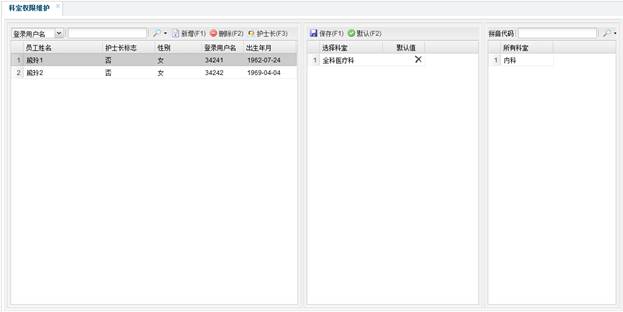 科室权限维护
登录用户名 新增(F1) 删除(F2) 护士长(F3) 保存(F1) 默认(F2) 拼音代码
员工姓名 护士长标志 性别 登录用户名 出生年月 选择科室 默认值 所有科室
1 戴玲1 否 女 34241 1962-07-24 1 全科医疗科 1 内科
2 戴玲2 否 女 34242 1969-04-04